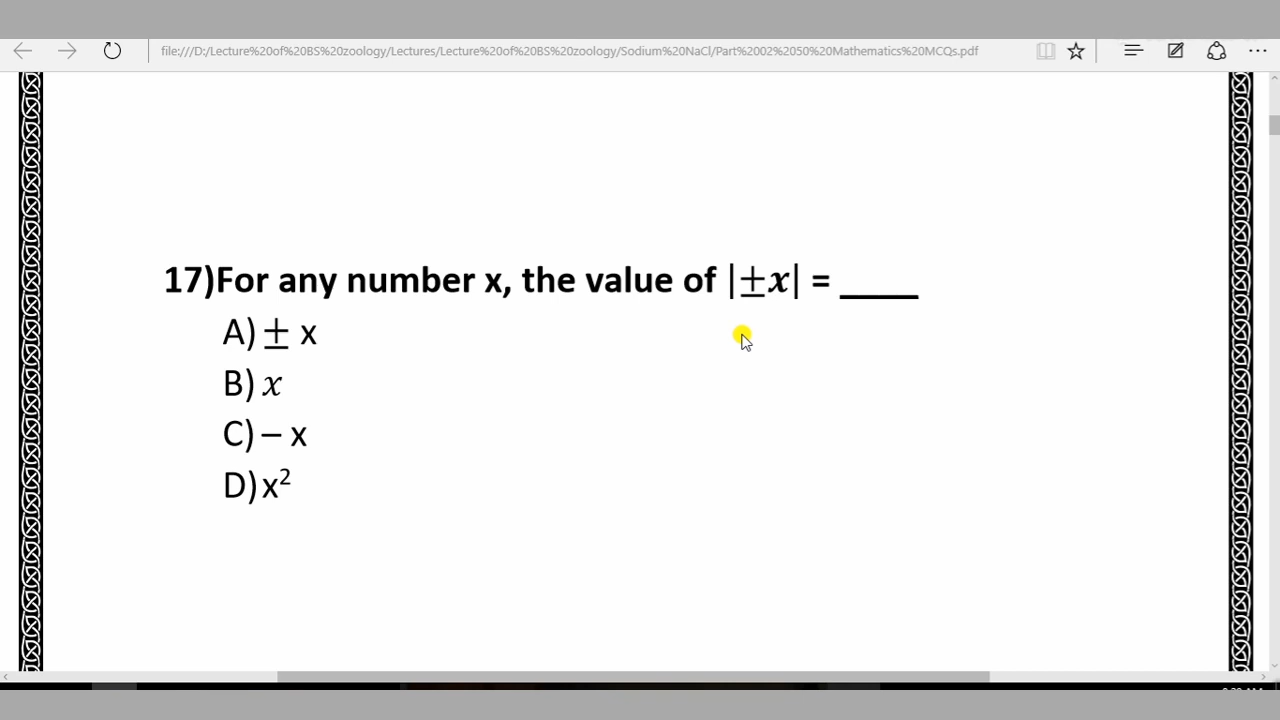 file:///D:/Lecture%20of%20BS%20zoology/Lectures/Lecture%20of%20BS%20zoology/Sodium%20NaCl/Part%2002%2050%20Mathematics%20MCQs.pdf
17)For any number x, the value of |±x| = ____
A) ± x
B) x
C) – x
D) x²